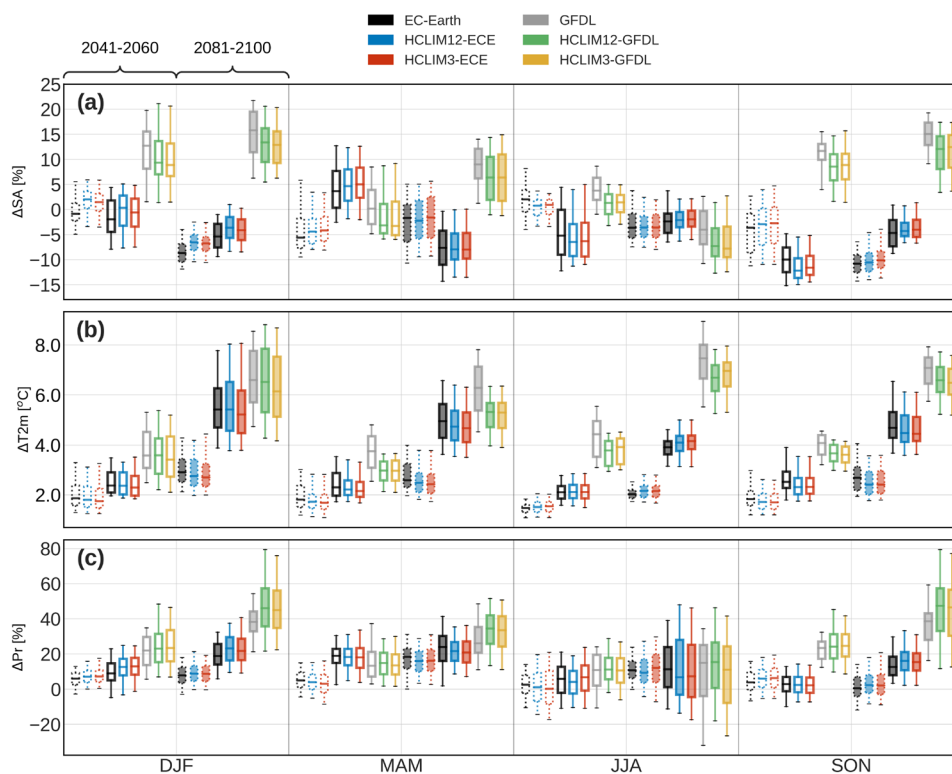 EC-Earth
GFDL
HCLIM12-ECE
HCLIM12-GFDL
HCLIM3-ECE
HCLIM3-GFDL
2041-2060
2081-2100
25
20
15
10
5
0
−5
−10
−15
ΔSA [%]
(a)
8.0
6.0
4.0
2.0
ΔT2m [°C]
(b)
80
60
40
20
0
−20
ΔPr [%]
(c)
DJF
MAM
JJA
SON